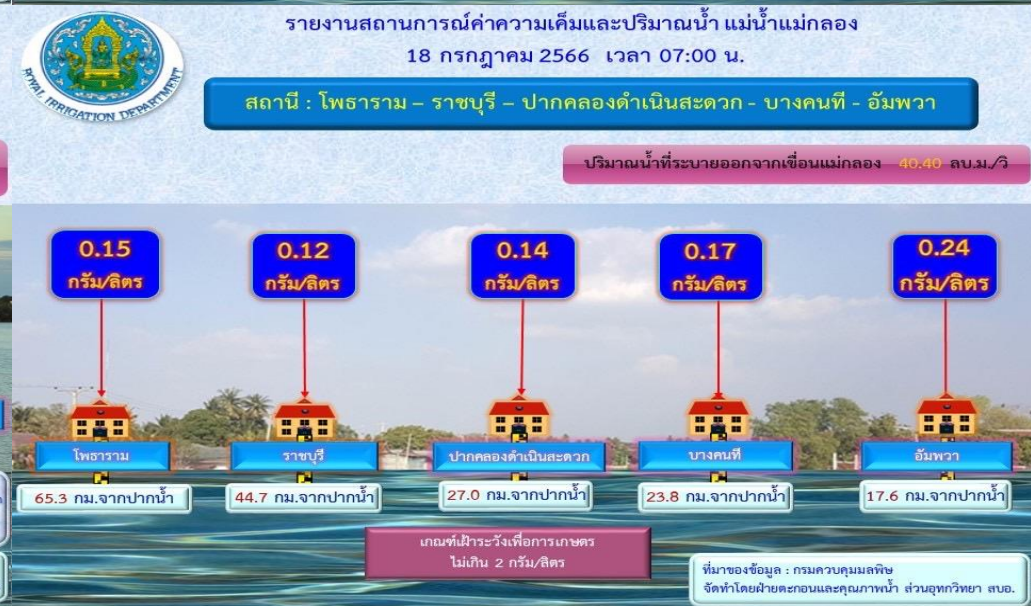 รายงานสถานการณ์ค่าความเค็มและปริมาณน้ำ แม่น้ำแม่กลอง
18 กรกฎาคม 2566 เวลา 07:00 น.
ROYAL IRRIGATION DEPARTMENT
สถานี : โพธาราม – ราชบุรี – ปากคลองดำเนินสะดวก - บางคนที - อัมพวา
ปริมาณน้ำที่ระบายออกจากเขื่อนแม่กลอง 40.40 ลบ.ม./วิ
0.15 0.12 0.14 0.17 0.24
กรัม/ลิตร กรัม/ลิตร กรัม/ลิตร กรัม/ลิตร กรัม/ลิตร
โพธาราม ราชบุรี ปากคลองดำเนินสะดวก บางคนที อัมพวา
65.3 กม.จากปากน้ำ 44.7 กม.จากปากน้ำ 27.0 กม.จากปากน้ำ 23.8 กม.จากปากน้ำ 17.6 กม.จากปากน้ำ
เกณฑ์เฝ้าระวังเพื่อการเกษตร
ไม่เกิน 2 กรัม/ลิตร
ที่มาของข้อมูล : กรมควบคุมมลพิษ
จัดทำโดยฝ่ายตะกอนและคุณภาพน้ำ ส่วนอุทกวิทยา สบอ.